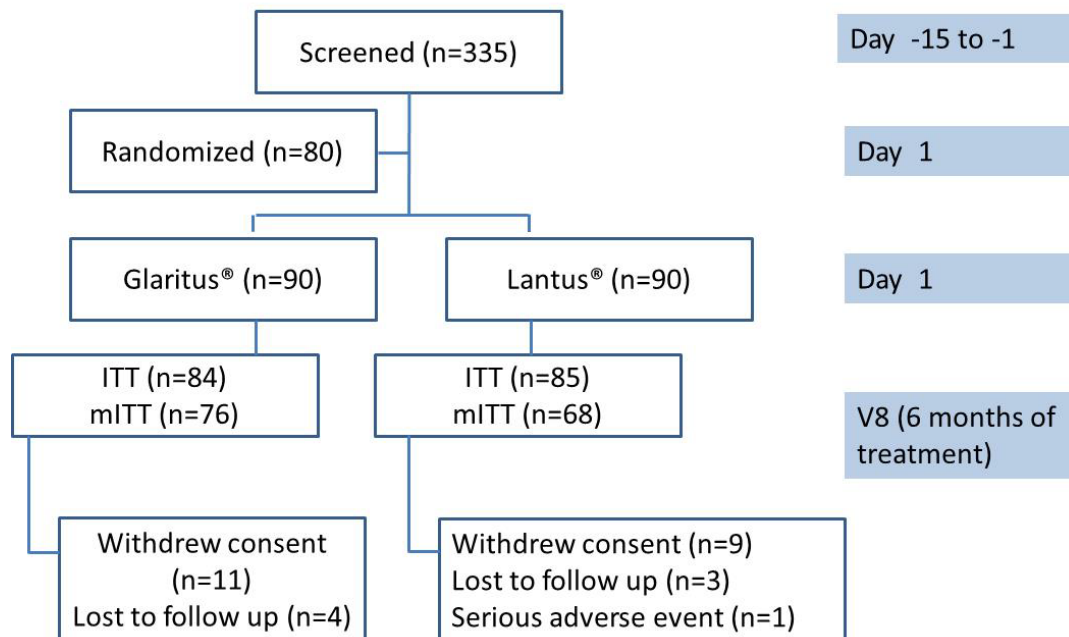 Screened (n=335)
Day -15 to -1
Randomized (n=80)
Day 1
Glaritus® (n=90)
Lantus® (n=90)
Day 1
ITT (n=84)
mITT (n=76)
ITT (n=85)
mITT (n=68)
V8 (6 months of
treatment)
Withdrew consent
(n=11)
Lost to follow up (n=4)
Withdrew consent (n=9)
Lost to follow up (n=3)
Serious adverse event (n=1)